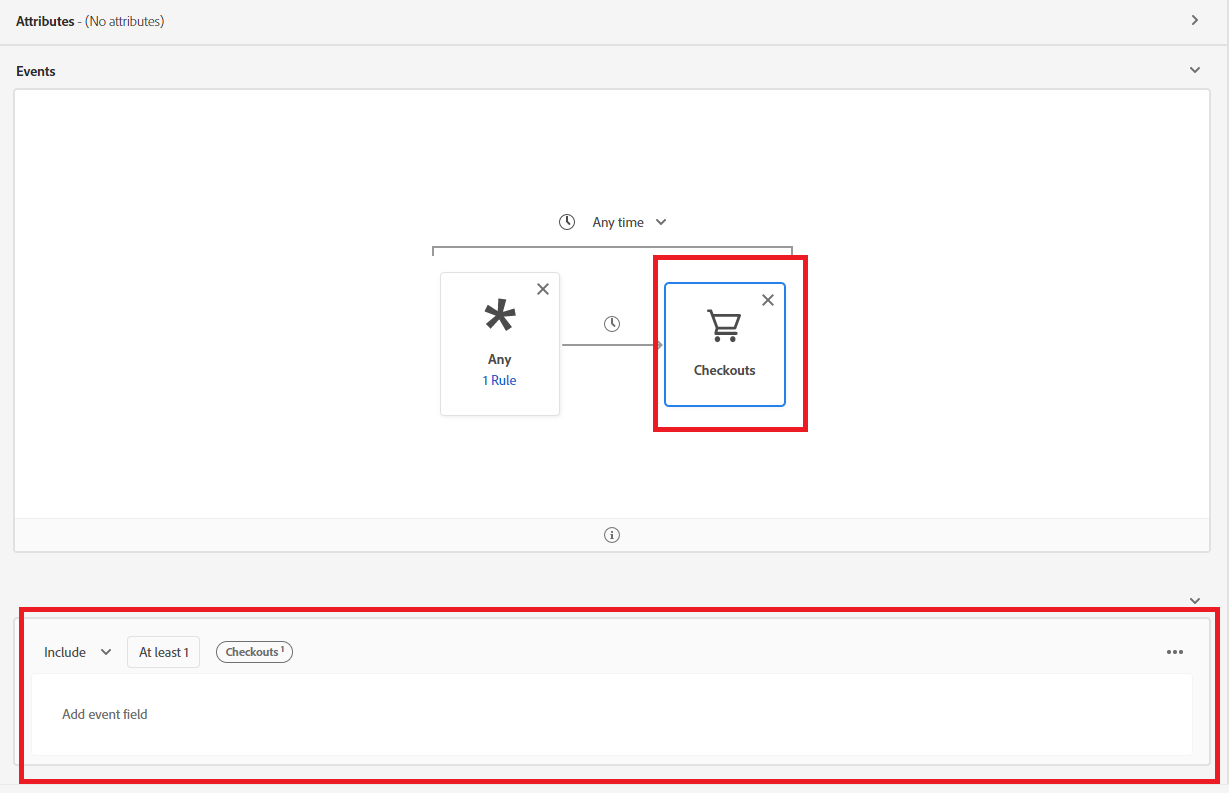 Attributes - (No attributes)
Events
Any time
Any
1 Rule
Checkouts
Include At least 1 Checkouts 1
Add event field